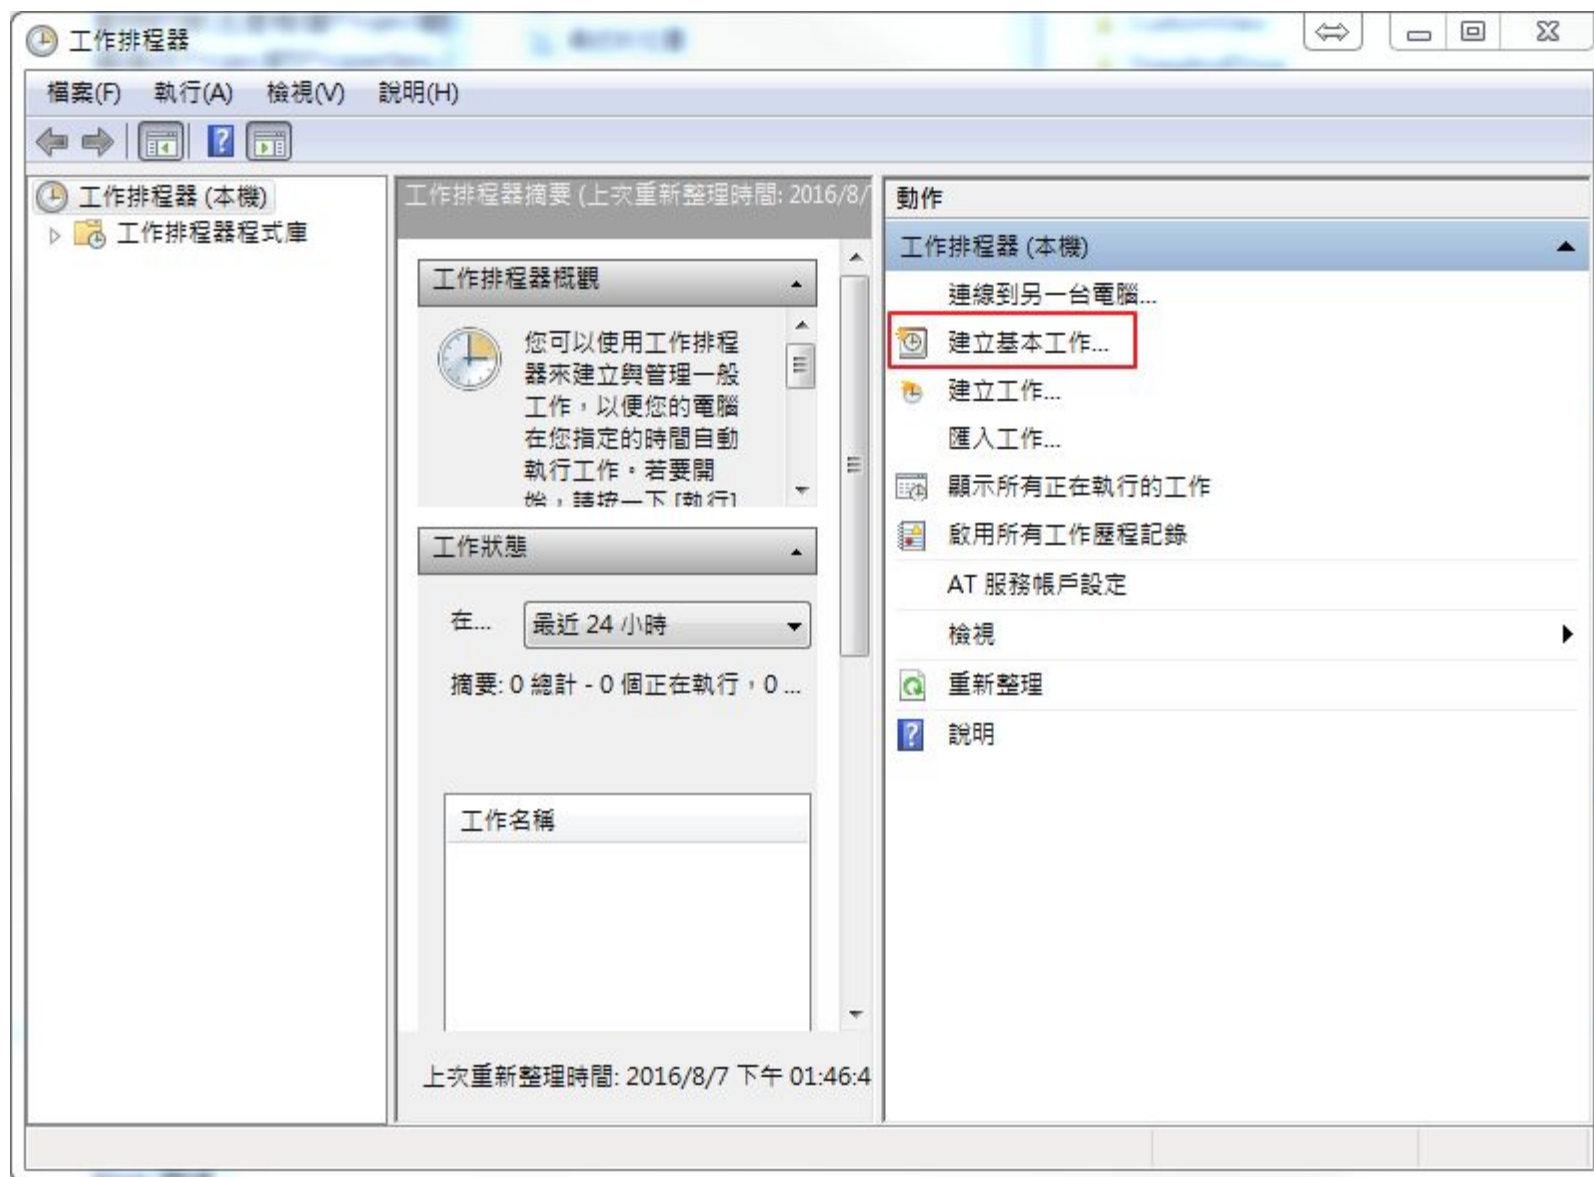 工作排程器
檔案(F) 執行(A) 檢視(V) 說明(H)
工作排程器 (本機)
工作排程器程式庫
工作排程器摘要 (上次重新整理時間: 2016/8/
工作排程器概觀
您可以使用工作排程
器來建立與管理一般
工作，以便您的電腦
在您指定的時間自動
執行工作。若要開
始，請按一下 [執行]
工作狀態
在... 最近 24 小時
摘要: 0 總計 - 0 個正在執行，0 ...
工作名稱
上次重新整理時間: 2016/8/7 下午 01:46:4
動作
工作排程器 (本機)
連線到另一台電腦...
建立基本工作...
建立工作...
匯入工作...
顯示所有正在執行的工作
啟用所有工作歷程記錄
AT 服務帳戶設定
檢視
重新整理
說明